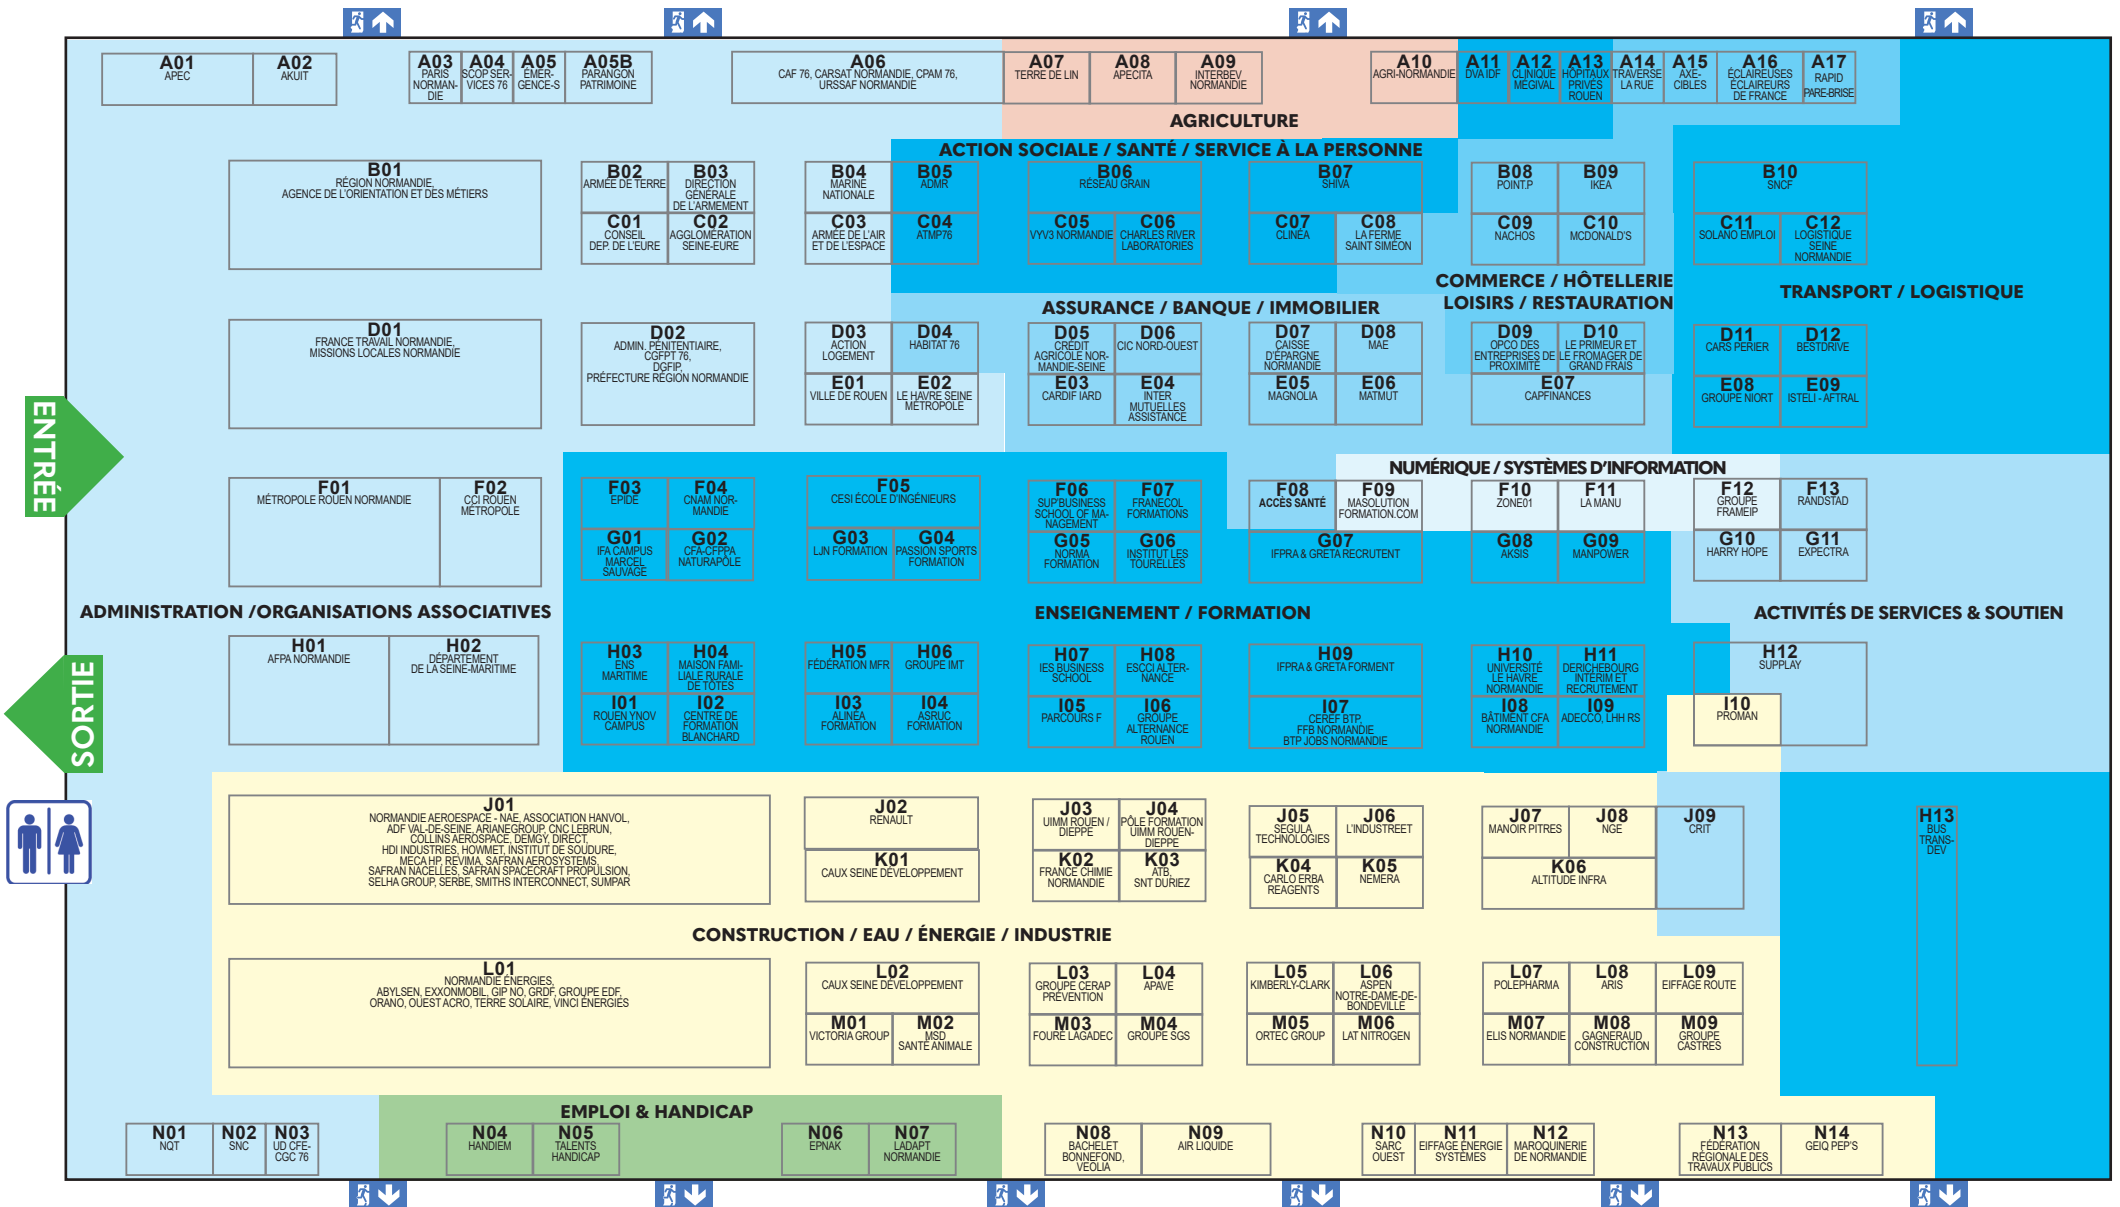 A01
APEC
A02
AKUIT
A03
PARIS
NORMAN-
DIE
A04
SCOP SER-
VICES 76
A05
ÉMER-
GENCE-S
A05B
PARANGON
PATRIMOINE
A06
CAF 76, CARSAT NORMANDIE, CPAM 76,
URSSAF NORMANDIE
A07
TERRE DE LIN
A08
APECITA
A09
INTERBEV
NORMANDIE
A10
AGRI-NORMANDIE
A11
DVA IDF
A12
CLINIQUE
MÉGIVAL
A13
HÔPITAUX
PRIVÉS
ROUEN
A14
TRAVERSE
LA RUE
A15
AXE-
CIBLES
A16
ÉCLAIREUSES
ÉCLAIREURS
DE FRANCE
A17
RAPID
PARE-BRISE
AGRICULTURE
ACTION SOCIALE / SANTÉ / SERVICE À LA PERSONNE
B01
RÉGION NORMANDIE,
AGENCE DE L'ORIENTATION ET DES MÉTIERS
B02
ARMÉE DE TERRE
B03
DIRECTION
GÉNÉRALE
DE L'ARMEMENT
B04
MARINE
NATIONALE
B05
ADMR
B06
RÉSEAU GRAIN
B07
SHIVA
B08
POINT.P
B09
IKEA
B10
SNCF
C01
CONSEIL
DEP. DE L'EURE
C02
AGGLOMÉRATION
SEINE-EURE
C03
ARMÉE DE L'AIR
ET DE L'ESPACE
C04
ATMP76
C05
VYV3 NORMANDIE
C06
CHARLES RIVER
LABORATORIES
C07
CLINEA
C08
LA FERME
SAINT SIMÉON
C09
NACHOS
C10
MCDONALD'S
C11
SOLANO EMPLOI
C12
LOGISTIQUE
SEINE
NORMANDIE
COMMERCE / HÔTELLERIE
LOISIRS / RESTAURATION
ASSURANCE / BANQUE / IMMOBILIER
TRANSPORT / LOGISTIQUE
D01
FRANCE TRAVAIL NORMANDIE,
MISSIONS LOCALES NORMANDIE
D02
ADMIN. PÉNITENTIAIRE,
CGFPT 76,
DGFIP,
PRÉFECTURE RÉGION NORMANDIE
D03
ACTION
LOGEMENT
D04
HABITAT 76
D05
CRÉDIT
AGRICOLE NOR-
MANDIE-SEINE
D06
CIC NORD-OUEST
D07
CAISSE
D'ÉPARGNE
NORMANDIE
D08
MAE
D09
OPCO DES
ENTREPRISES DE
PROXIMITÉ
D10
LE PRIMEUR ET
LE FROMAGER DE
GRAND FRAIS
D11
CARS PERIER
D12
BESTDRIVE
E01
VILLE DE ROUEN
E02
LE HAVRE SEINE
MÉTROPOLE
E03
CARDIF IARD
E04
INTER
MUTUELLES
ASSISTANCE
E05
MAGNOLIA
E06
MATMUT
E07
CAPFINANCES
E08
GROUPE NIORT
E09
ISTELI - AFTRAL
ENTRÉE
NUMÉRIQUE / SYSTÈMES D'INFORMATION
F01
MÉTROPOLE ROUEN NORMANDIE
F02
CCI ROUEN
MÉTROPOLE
F03
EPIDE
F04
CNAM NOR-
MANDIE
F05
CESI ÉCOLE D'INGÉNIEURS
F06
SUP'BUSINESS
SCHOOL OF MA-
NAGEMENT
F07
FRANECOL
FORMATIONS
F08
ACCÈS SANTÉ
F09
MASOLUTION
FORMATION.COM
F10
ZONE01
F11
LA MANU
F12
GROUPE
FRAMEIP
F13
RANDSTAD
G01
IFA CAMPUS
MARCEL
SAUVAGE
G02
CFA-CFPPA
NATURAPÔLE
G03
LJN FORMATION
G04
PASSION SPORTS
FORMATION
G05
NORMA
FORMATION
G06
INSTITUT LES
TOURELLES
G07
IFPRA & GRETA RECRUTENT
G08
AKSIS
G09
MANPOWER
G10
HARRY HOPE
G11
EXPECTRA
ADMINISTRATION /ORGANISATIONS ASSOCIATIVES
ENSEIGNEMENT / FORMATION
ACTIVITÉS DE SERVICES & SOUTIEN
H01
AFPA NORMANDIE
H02
DÉPARTEMENT
DE LA SEINE-MARITIME
H03
ENS
MARITIME
H04
MAISON FAMI-
LIALE RURALE
DE TÔTES
H05
FÉDÉRATION MFR
H06
GROUPE IMT
H07
IES BUSINESS
SCHOOL
H08
ESCCI ALTER-
NANCE
H09
IFPRA & GRETA FORMENT
H10
UNIVERSITÉ
LE HAVRE
NORMANDIE
H11
DERICHEBOURG
INTÉRIM ET
RECRUTEMENT
H12
SUPPLAY
SORTIE
I01
ROUEN YNOV
CAMPUS
I02
CENTRE DE
FORMATION
BLANCHARD
I03
ALINÉA
FORMATION
I04
ASRUC
FORMATION
I05
PARCOURS F
I06
GROUPE
ALTERNANCE
ROUEN
I07
CEREF BTP,
FFB NORMANDIE
BTP JOBS NORMANDIE
I08
BÂTIMENT CFA
NORMANDIE
I09
ADECCO, LHH RS
I10
PROMAN
J01
NORMANDIE AEROESPACE - NAE, ASSOCIATION HANVOL,
ADF VAL-DE-SEINE, ARIANEGROUP, CNC LEBRUN,
COLLINS AEROSPACE, DEMGY, DIRECT,
HDI INDUSTRIES, HOWMET, INSTITUT DE SOUDURE,
MECA HP, REVIMA, SAFRAN AEROSYSTEMS,
SAFRAN NACELLES, SAFRAN SPACECRAFT PROPULSION,
SELHA GROUP, SERBE, SMITHS INTERCONNECT, SUMPAR
J02
RENAULT
J03
UIMM ROUEN /
DIEPPE
J04
PÔLE FORMATION
UIMM ROUEN-
DIEPPE
J05
SEGULA
TECHNOLOGIES
J06
L'INDUSTREET
J07
MANOIR PITRES
J08
NGE
J09
CRIT
H13
BUS
TRANS-
DEV
K01
CAUX SEINE DÉVELOPPEMENT
K02
FRANCE CHIMIE
NORMANDIE
K03
ATB,
SNT DURIEZ
K04
CARLO ERBA
REAGENTS
K05
NEMERA
K06
ALTITUDE INFRA
CONSTRUCTION / EAU / ÉNERGIE / INDUSTRIE
L01
NORMANDIE ÉNERGIES,
ABYLSEN, EXXONMOBIL, GIP NO, GRDF, GROUPE EDF,
ORANO, OUEST ACRO, TERRE SOLAIRE, VINCI ÉNERGIES
L02
CAUX SEINE DÉVELOPPEMENT
L03
GROUPE CERAP
PRÉVENTION
L04
APAVE
L05
KIMBERLY-CLARK
L06
ASPEN
NOTRE-DAME-DE-
BONDEVILLE
L07
POLEPHARMA
L08
ARIS
L09
EIFFAGE ROUTE
M01
VICTORIA GROUP
M02
MSD
SANTÉ ANIMALE
M03
FOURÉ LAGADEC
M04
GROUPE SGS
M05
ORTEC GROUP
M06
LAT NITROGEN
M07
ELIS NORMANDIE
M08
GAGNERAUD
CONSTRUCTION
M09
GROUPE
CASTRES
EMPLOI & HANDICAP
N01
NQT
N02
SNC
N03
UD CFE-
CGC 76
N04
HANDIEM
N05
TALENTS
HANDICAP
N06
EPNAK
N07
LADAPT
NORMANDIE
N08
BACHELET
BONNEFOND,
VEOLIA
N09
AIR LIQUIDE
N10
SARC
OUEST
N11
EIFFAGE ÉNERGIE
SYSTÈMES
N12
MAROQUINERIE
DE NORMANDIE
N13
FÉDÉRATION
RÉGIONALE DES
TRAVAUX PUBLICS
N14
GEIQ PEP'S